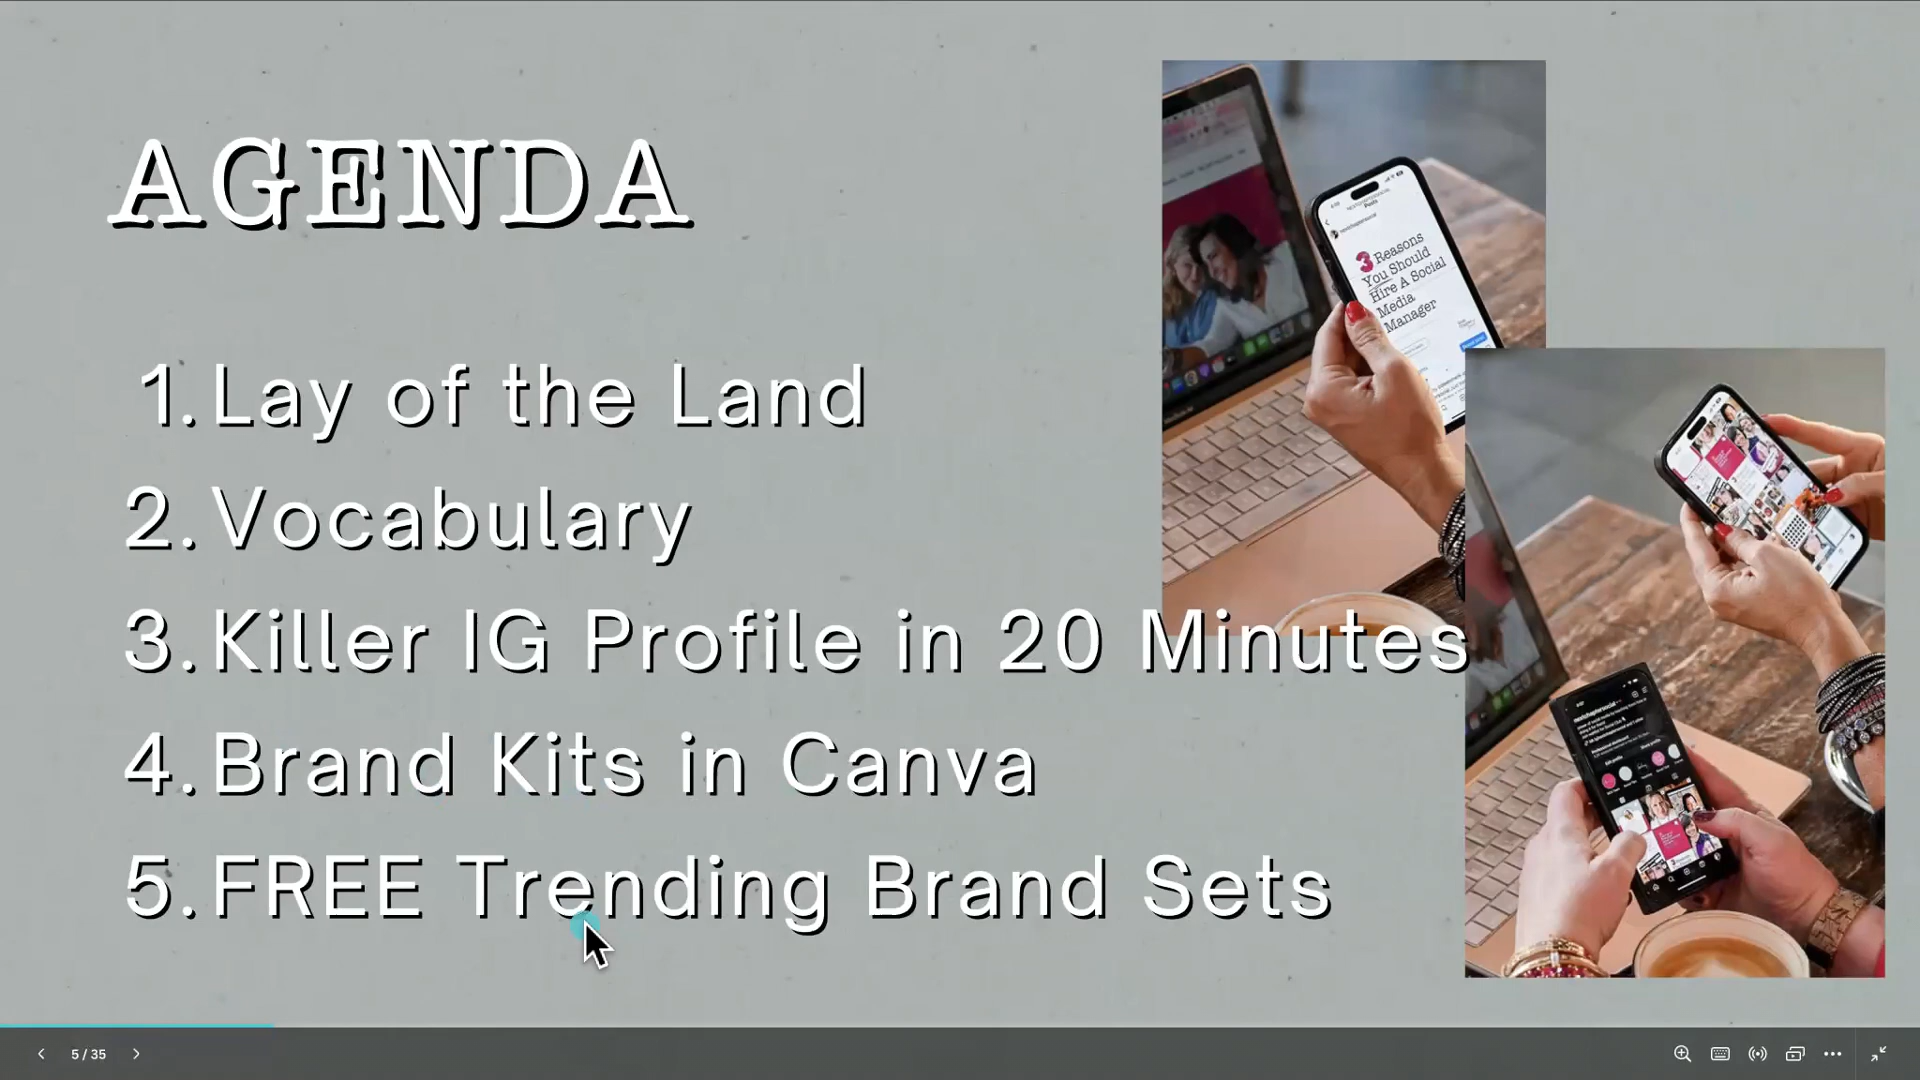 AGENDA
1. Lay of the Land
2. Vocabulary
3. Killer IG Profile in 20 Minutes
4. Brand Kits in Canva
5. FREE Trending Brand Sets
Posts
3 Reasons
You Should
Hire A Social
Media
Manager
5 / 35